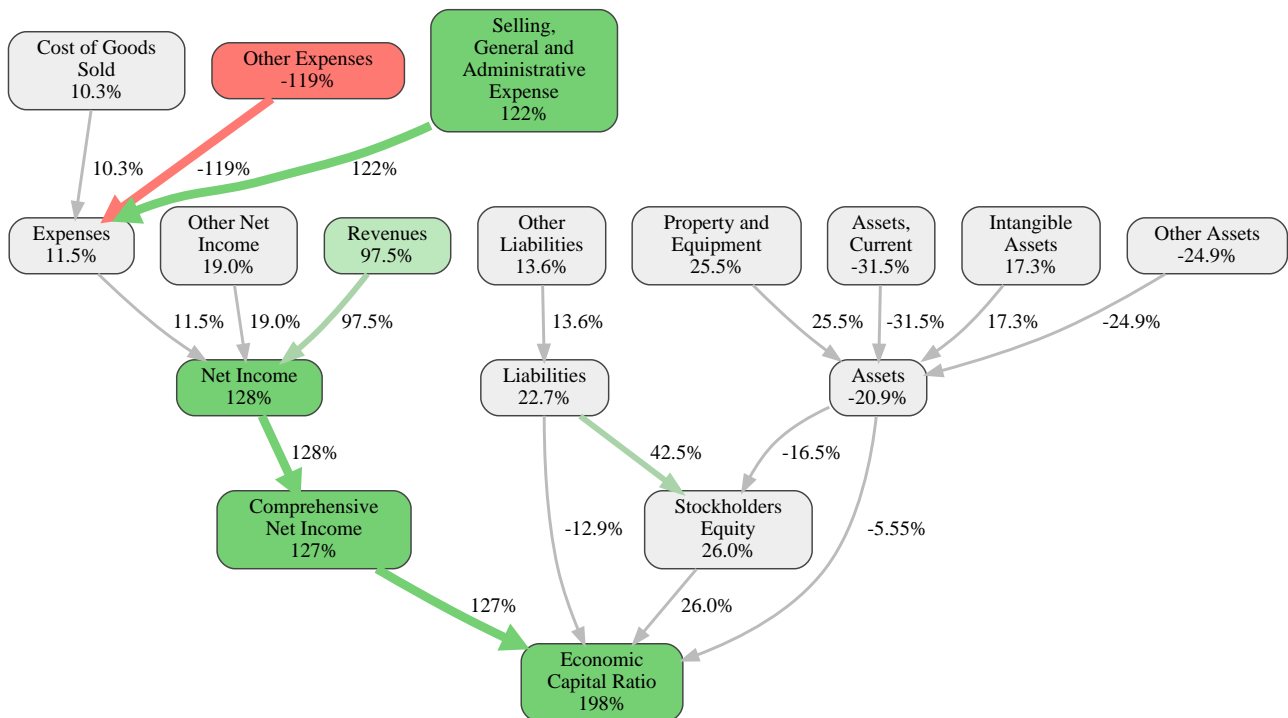 Cost of Goods
Sold
10.3%
Other Expenses
-119%
Selling,
General and
Administrative
Expense
122%
10.3%
-119%
122%
Expenses
11.5%
Other Net
Income
19.0%
Revenues
97.5%
Other
Liabilities
13.6%
Property and
Equipment
25.5%
Assets,
Current
-31.5%
Intangible
Assets
17.3%
Other Assets
-24.9%
11.5%
19.0%
97.5%
13.6%
25.5%
-31.5%
17.3%
-24.9%
Net Income
128%
Liabilities
22.7%
Assets
-20.9%
128%
42.5%
-16.5%
Comprehensive
Net Income
127%
-12.9%
Stockholders
Equity
26.0%
-5.55%
127%
26.0%
Economic
Capital Ratio
198%